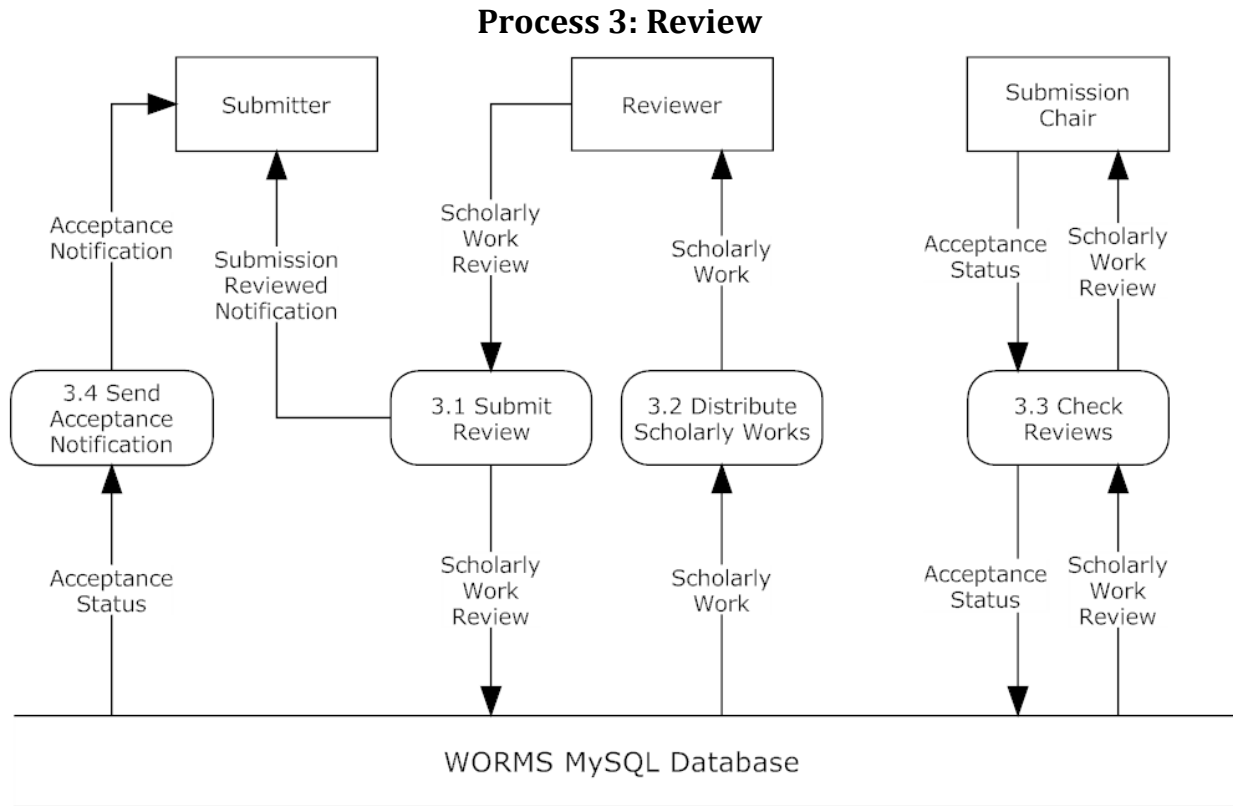 Process 3: Review
Submitter
Reviewer
Submission
Chair
Acceptance
Notification
Submission
Reviewed
Notification
Scholarly
Work
Review
Scholarly
Work
Acceptance
Status
Scholarly
Work
Review
3.4 Send
Acceptance
Notification
3.1 Submit
Review
3.2 Distribute
Scholarly Works
3.3 Check
Reviews
Acceptance
Status
Scholarly
Work
Review
Scholarly
Work
Acceptance
Status
Scholarly
Work
Review
WORMS MySQL Database